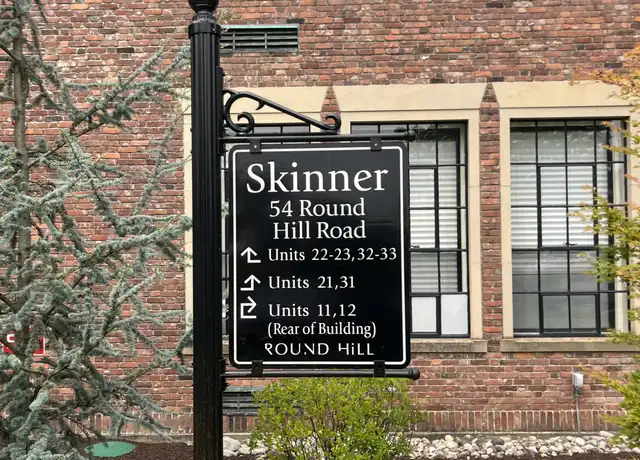 Skinner
54 Round
Hill Road
Units 22-23, 32-33
Units 21, 31
Units 11, 12
(Rear of Building)
ROUND HiLL